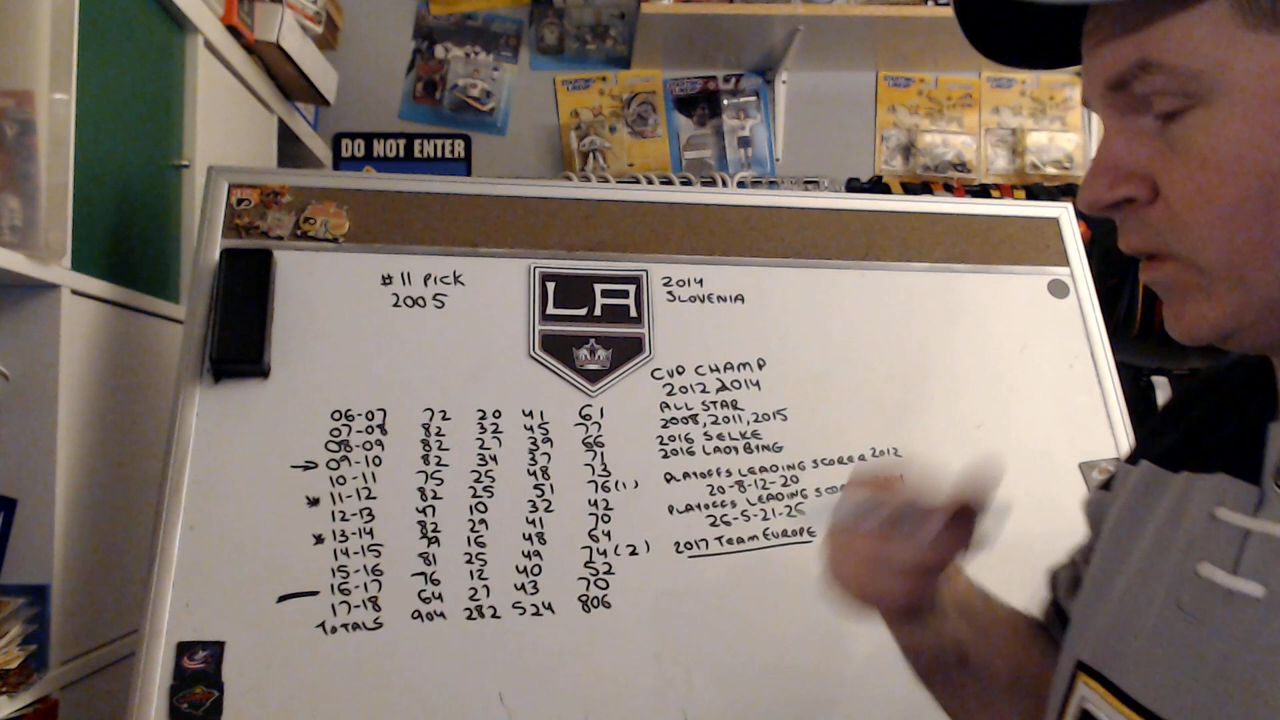 DO NOT ENTER
#11 PICK
2005
LA
2014
SLOVENIA
CUP CHAMP
2012, 2014
ALL STAR
2008, 2011, 2015
2016 SELKE
2016 LADY BYNG
PLAYOFFS LEADING SCORER 2012
20-8-12-20
PLAYOFFS LEADING
26-5-21-26
2017 TEAM EUROPE
06-07 72 20 41 61
07-08 82 32 45 77
08-09 82 27 39 66
→ 09-10 82 34 37 71
10-11 75 25 48 73
* 11-12 82 25 51 76(1)
12-13 47 10 32 42
* 13-14 82 29 41 70
14-15 79 16 48 64
15-16 81 25 49 74(2)
16-17 76 12 40 52
17-18 64 27 43 70
TOTALS 904 282 524 806